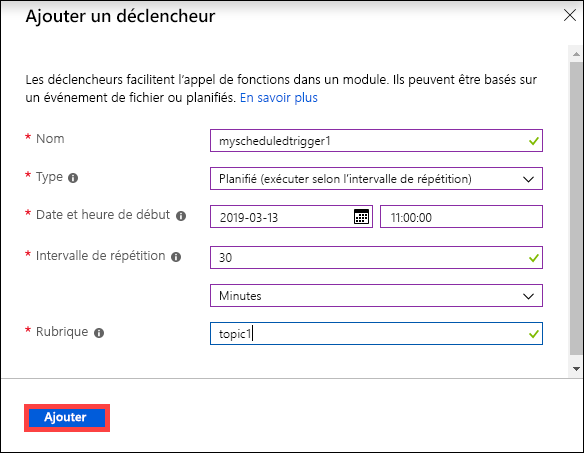 Ajouter un déclencheur
Les déclencheurs facilitent l'appel de fonctions dans un module. Ils peuvent être basés sur
un événement de fichier ou planifiés. En savoir plus
* Nom
myscheduledtrigger1
* Type
Planifié (exécuter selon l'intervalle de répétition)
* Date et heure de début
2019-03-13
11:00:00
* Intervalle de répétition
30
Minutes
* Rubrique
topic1
Ajouter